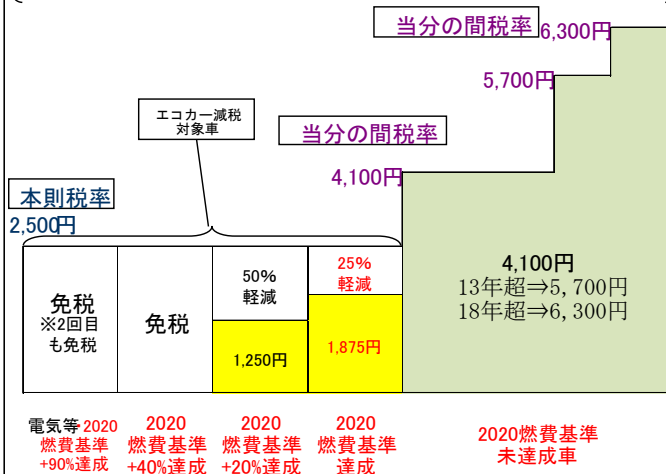 当分の間税率
6,300円
5,700円
エコカー減税
対象車
当分の間税率
4,100円
本則税率
2,500円
免税
※2回目
も免税
免税
50%
軽減
1,250円
25%
軽減
1,875円
4,100円
13年超⇒5,700円
18年超⇒6,300円
電気等・2020
燃費基準
+90%達成
2020
燃費基準
+40%達成
2020
燃費基準
+20%達成
2020
燃費基準
達成
2020燃費基準
未達成車